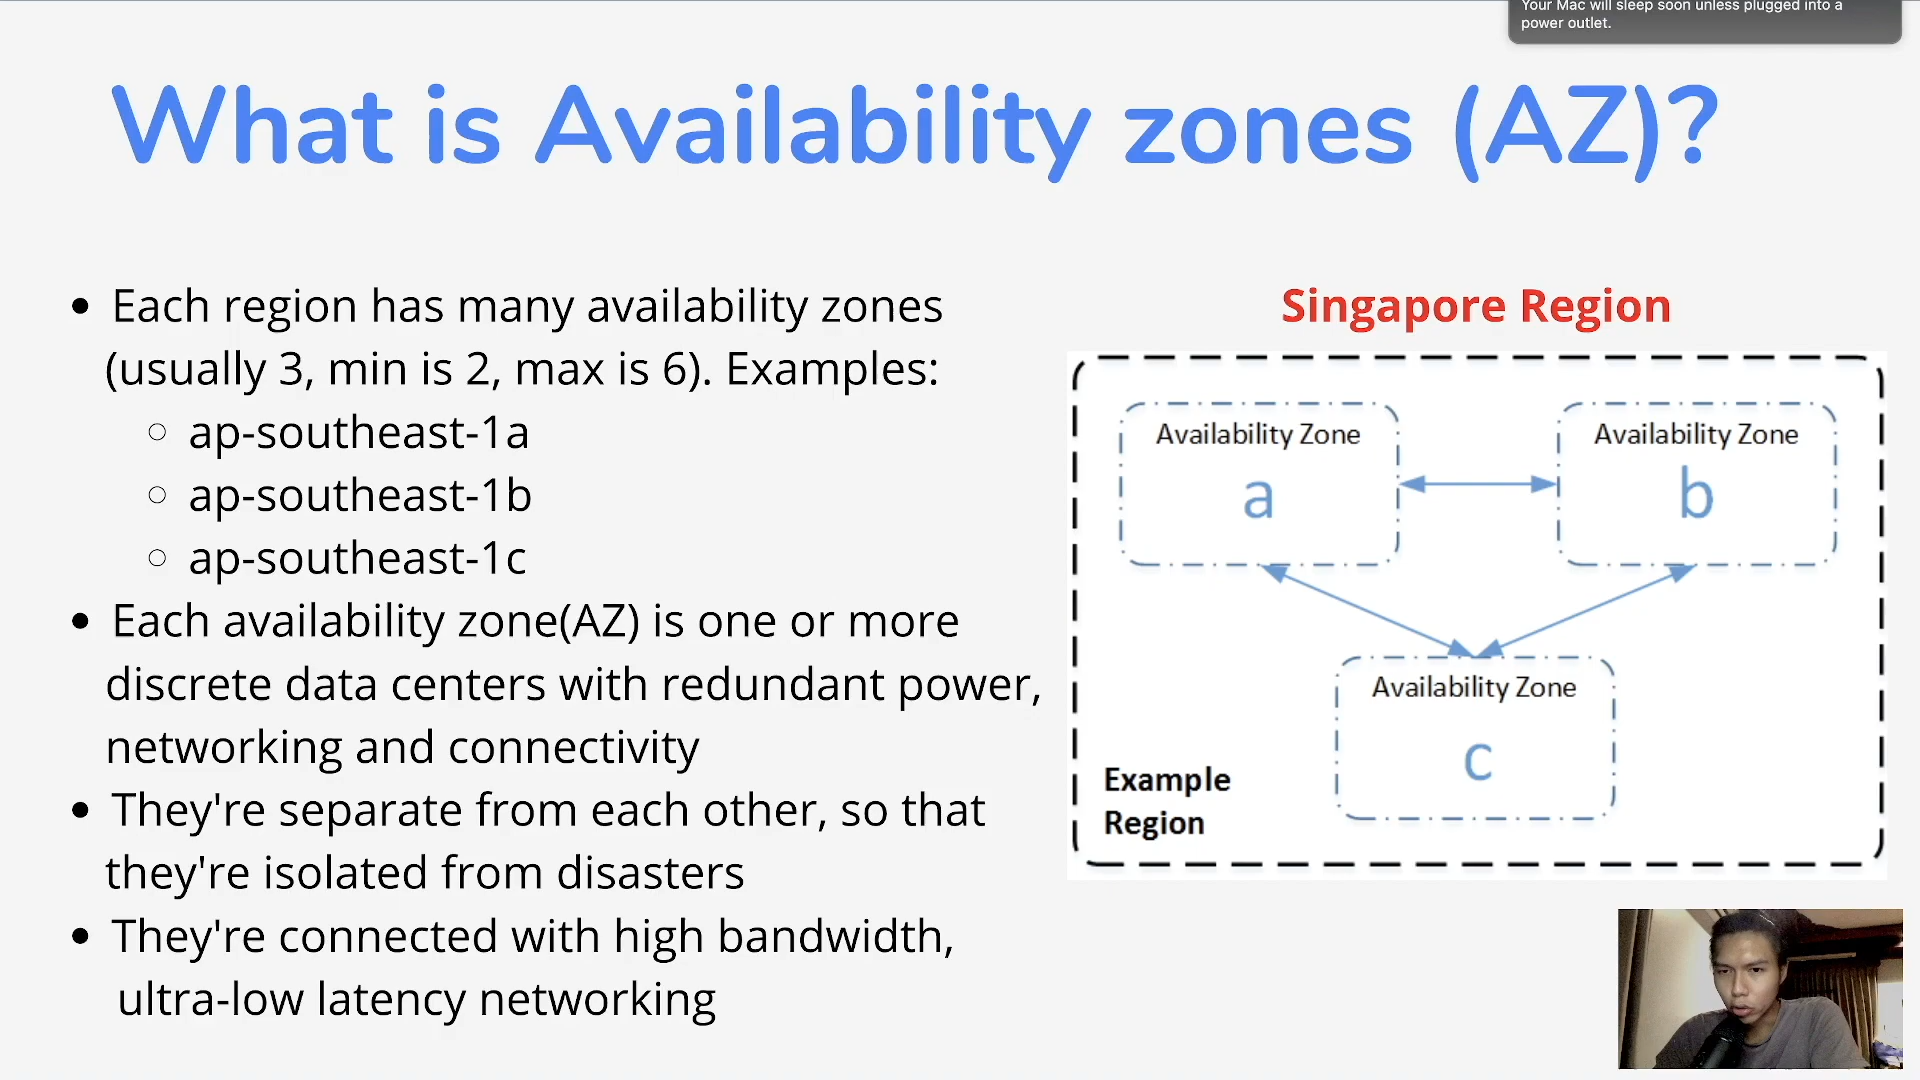 Your Mac will sleep soon unless plugged into a
power outlet.
What is Availability zones (AZ)?
Each region has many availability zones
(usually 3, min is 2, max is 6). Examples:
ap-southeast-1a
ap-southeast-1b
ap-southeast-1c
Each availability zone(AZ) is one or more
discrete data centers with redundant power,
networking and connectivity
They're separate from each other, so that
they're isolated from disasters
They're connected with high bandwidth,
ultra-low latency networking
Singapore Region
Availability Zone
a
Availability Zone
b
Availability Zone
c
Example
Region